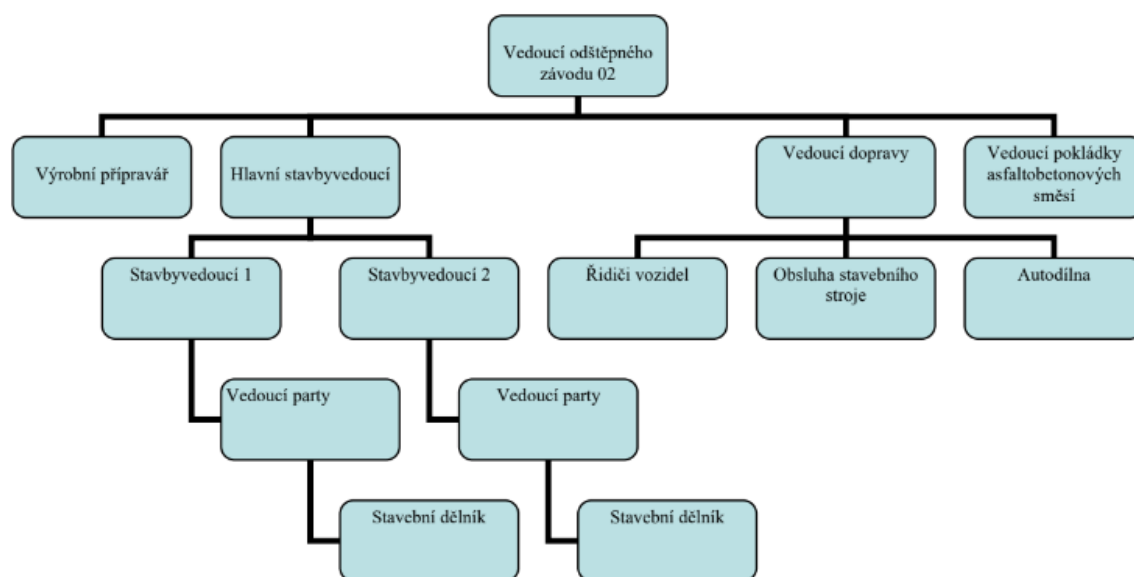 Vedoucí odštěpného
závodu 02
Výrobní přípravář
Hlavní stavbyvedoucí
Vedoucí dopravy
Vedoucí pokládky
asfaltobetonových
směsí
Stavbyvedoucí 1
Stavbyvedoucí 2
Řidiči vozidel
Obsluha stavebního
stroje
Autodílna
Vedoucí party
Vedoucí party
Stavební dělník
Stavební dělník